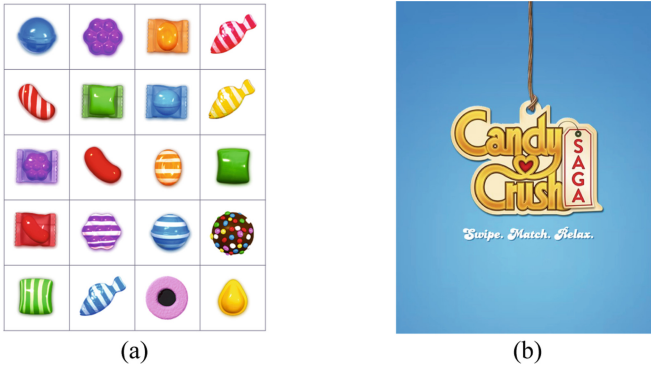 Candy
Crush
SAGA
Swipe. Match. Relax.
(a)
(b)